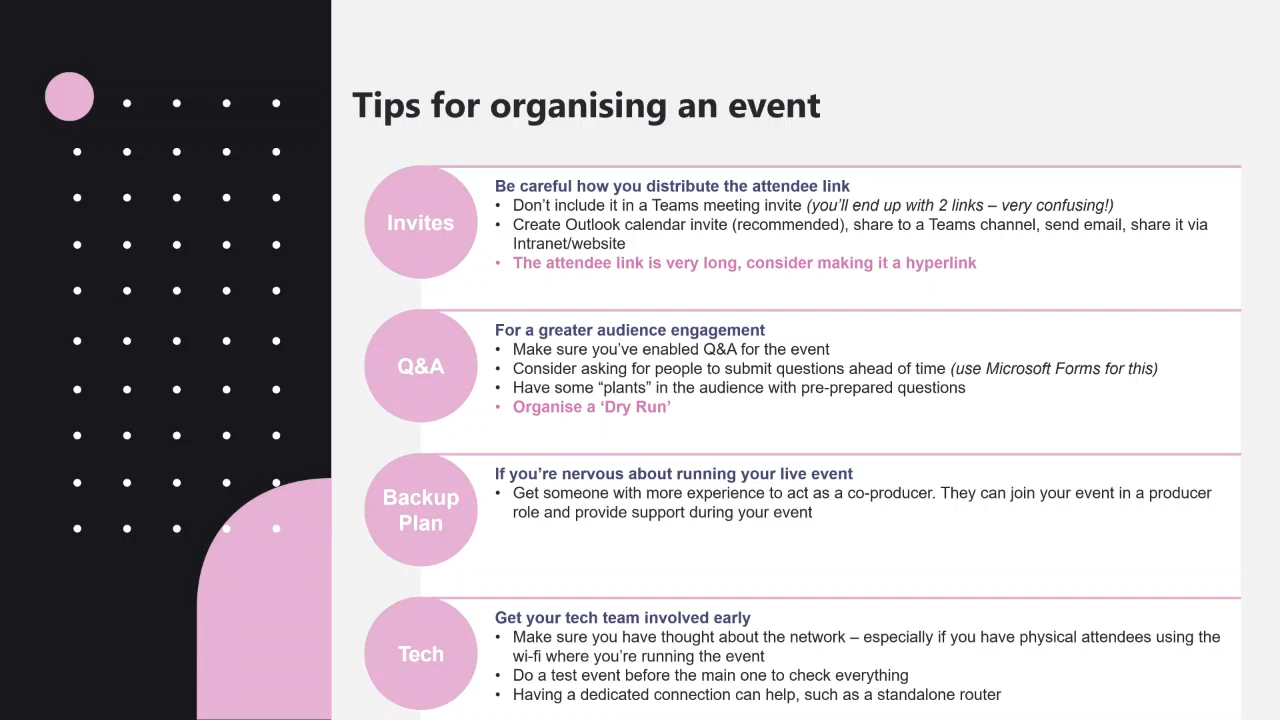 Tips for organising an event
Invites
Be careful how you distribute the attendee link
• Don’t include it in a Teams meeting invite (you’ll end up with 2 links – very confusing!)
• Create Outlook calendar invite (recommended), share to a Teams channel, send email, share it via
Intranet/website
• The attendee link is very long, consider making it a hyperlink
Q&A
For a greater audience engagement
• Make sure you’ve enabled Q&A for the event
• Consider asking for people to submit questions ahead of time (use Microsoft Forms for this)
• Have some “plants” in the audience with pre-prepared questions
• Organise a ‘Dry Run’
Backup
Plan
If you’re nervous about running your live event
• Get someone with more experience to act as a co-producer. They can join your event in a producer
role and provide support during your event
Tech
Get your tech team involved early
• Make sure you have thought about the network – especially if you have physical attendees using the
wi-fi where you’re running the event
• Do a test event before the main one to check everything
• Having a dedicated connection can help, such as a standalone router